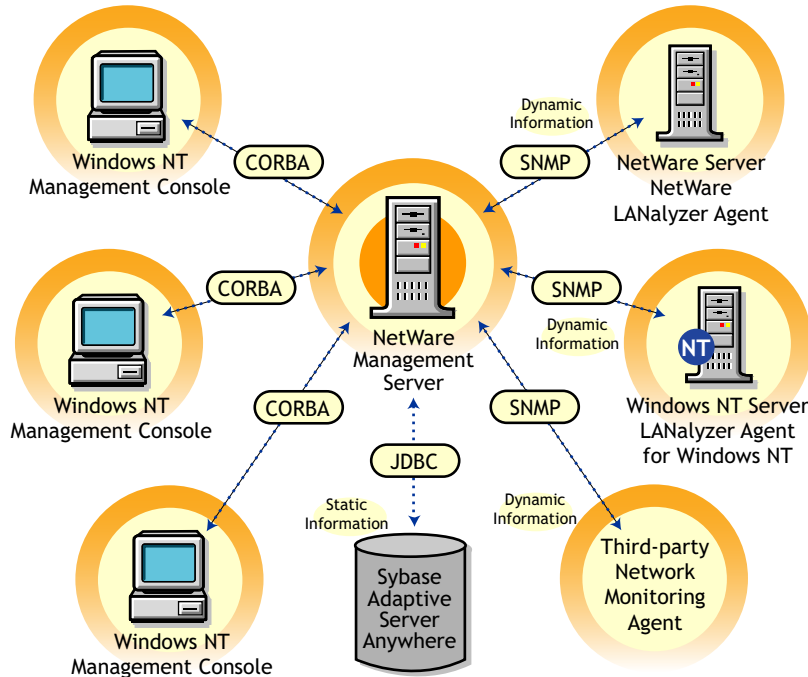 Windows NT
Management Console
CORBA
Dynamic
Information
SNMP
NetWare Server
NetWare
LANalyzer Agent
Windows NT
Management Console
CORBA
NetWare
Management
Server
SNMP
Dynamic
Information
NT
Windows NT Server
LANalyzer Agent
for Windows NT
CORBA
SNMP
JDBC
Static
Information
Dynamic
Information
Windows NT
Management Console
Sybase
Adaptive
Server
Anywhere
Third-party
Network
Monitoring
Agent